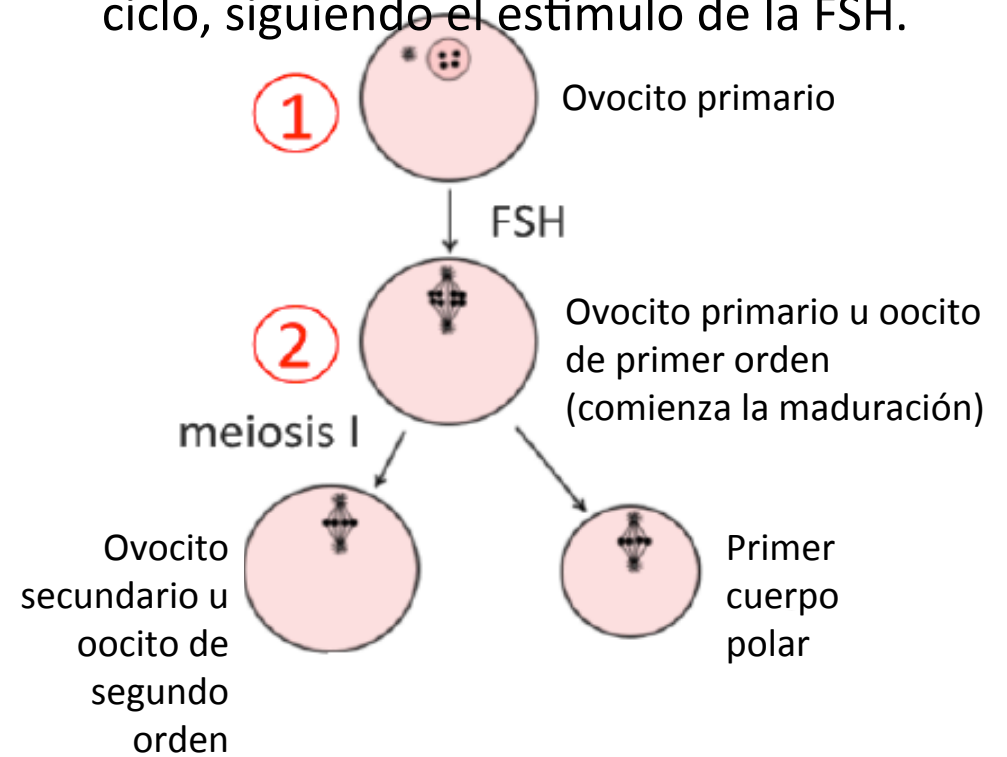 ciclo, siguiendo el estímulo de la FSH.
1
Ovocito primario
FSH
2
Ovocito primario u oocito
de primer orden
(comienza la maduración)
meiosis I
Ovocito
secundario u
oocito de
segundo
orden
Primer
cuerpo
polar